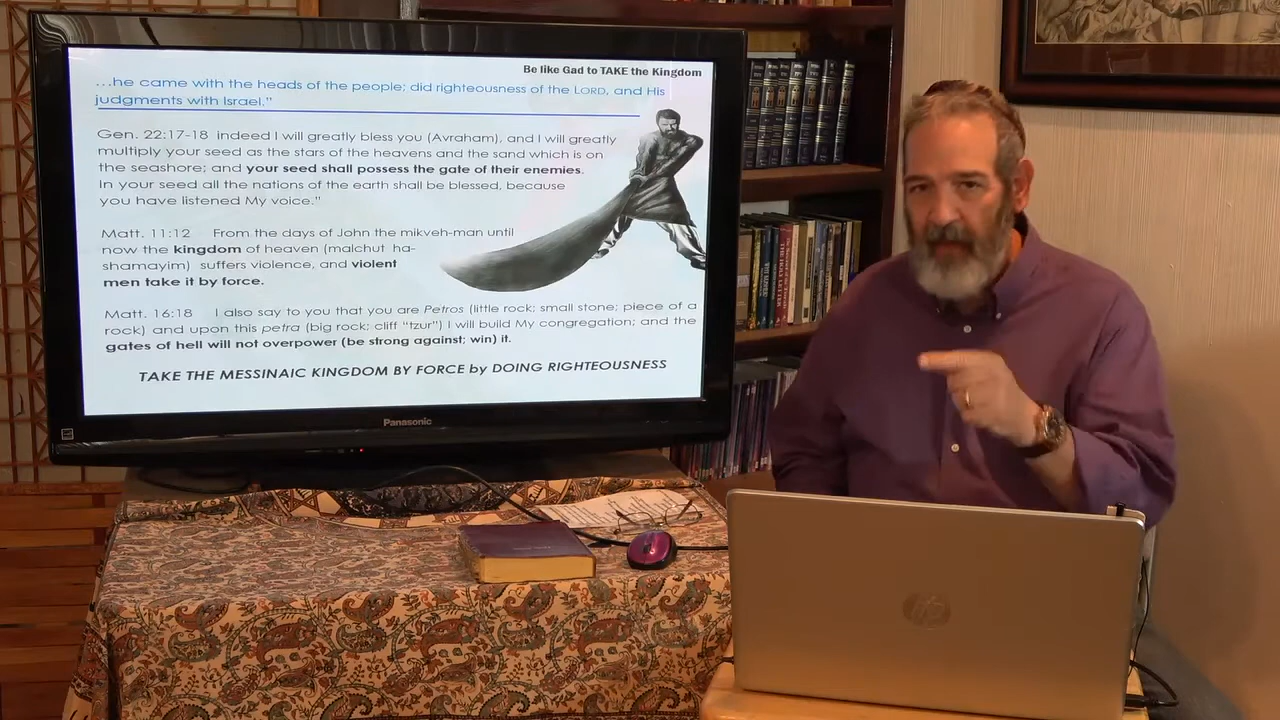 Be like Gad to TAKE the Kingdom
…he came with the heads of the people; did righteousness of the LORD, and His
judgments with Israel."
Gen. 22:17-18 indeed I will greatly bless you (Avraham), and I will greatly
multiply your seed as the stars of the heavens and the sand which is on
the seashore; and your seed shall possess the gate of their enemies.
In your seed all the nations of the earth shall be blessed, because
you have listened My voice."
Matt. 11:12 From the days of John the mikveh-man until
now the kingdom of heaven (malchut ha-
shamayim) suffers violence, and violent
men take it by force.
Matt. 16:18 I also say to you that you are Petros (little rock; small stone; piece of a
rock) and upon this petra (big rock; cliff "tzur") I will build My congregation; and the
gates of hell will not overpower (be strong against; win) it.
TAKE THE MESSINAIC KINGDOM BY FORCE by DOING RIGHTEOUSNESS
Panasonic
hp